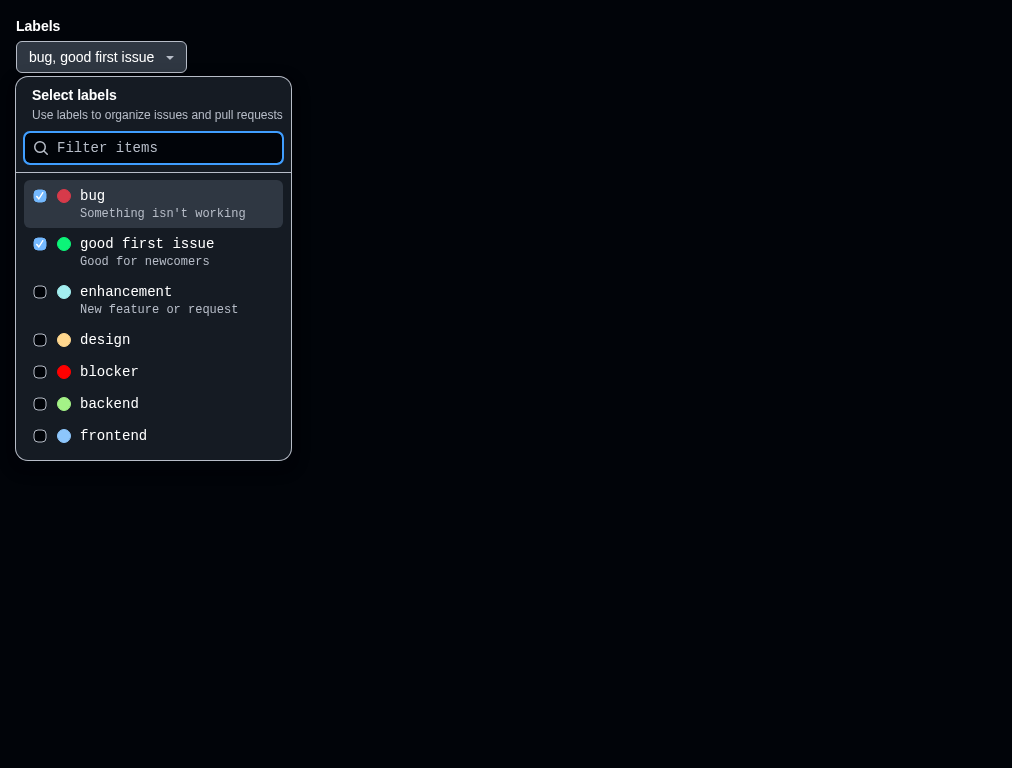 Labels
bug, good first issue
Select labels
Use labels to organize issues and pull requests
Filter items
bug
Something isn't working
good first issue
Good for newcomers
enhancement
New feature or request
design
blocker
backend
frontend